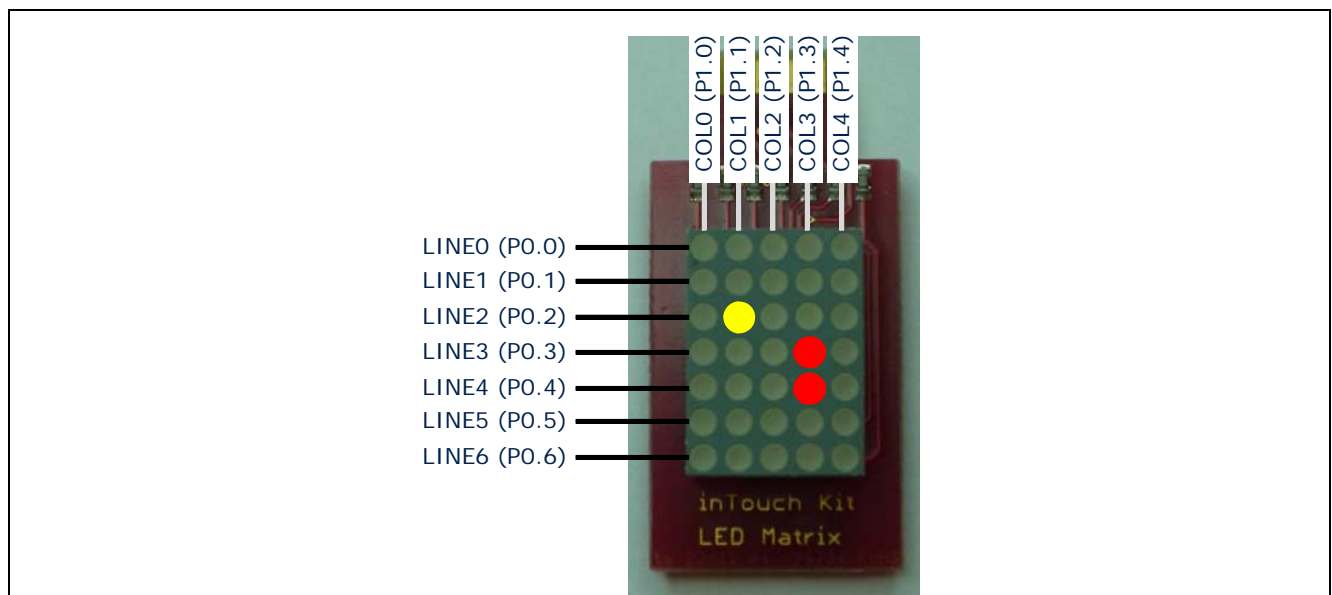 COL0 (P1.0)
COL1 (P1.1)
COL2 (P1.2)
COL3 (P1.3)
COL4 (P1.4)
LINE0 (P0.0)
LINE1 (P0.1)
LINE2 (P0.2)
LINE3 (P0.3)
LINE4 (P0.4)
LINE5 (P0.5)
LINE6 (P0.6)
inTouch Kit
LED Matrix